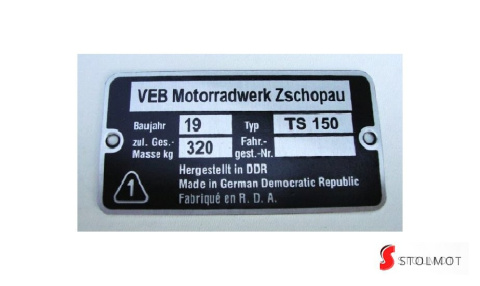 VEB Motorradwerk Zschopau
Baujahr 19 Typ TS 150
zul. Ges.- Masse kg 320 Fahr- gest.-Nr.
Hergestellt in DDR
Made in German Democratic Republic
Fabriqué en R. D. A.
1
STOLMOT